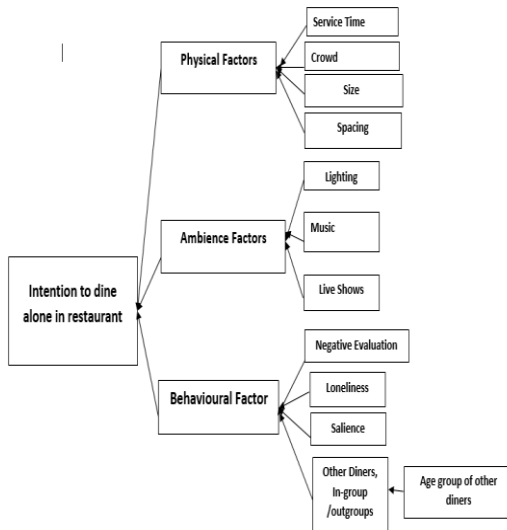 Service Time
Physical Factors
Crowd
Size
Spacing
Lighting
Ambience Factors
Music
Live Shows
Intention to dine
alone in restaurant
Negative Evaluation
Behavioural Factor
Loneliness
Salience
Other Diners,
In-group
/outgroups
Age group of other
diners